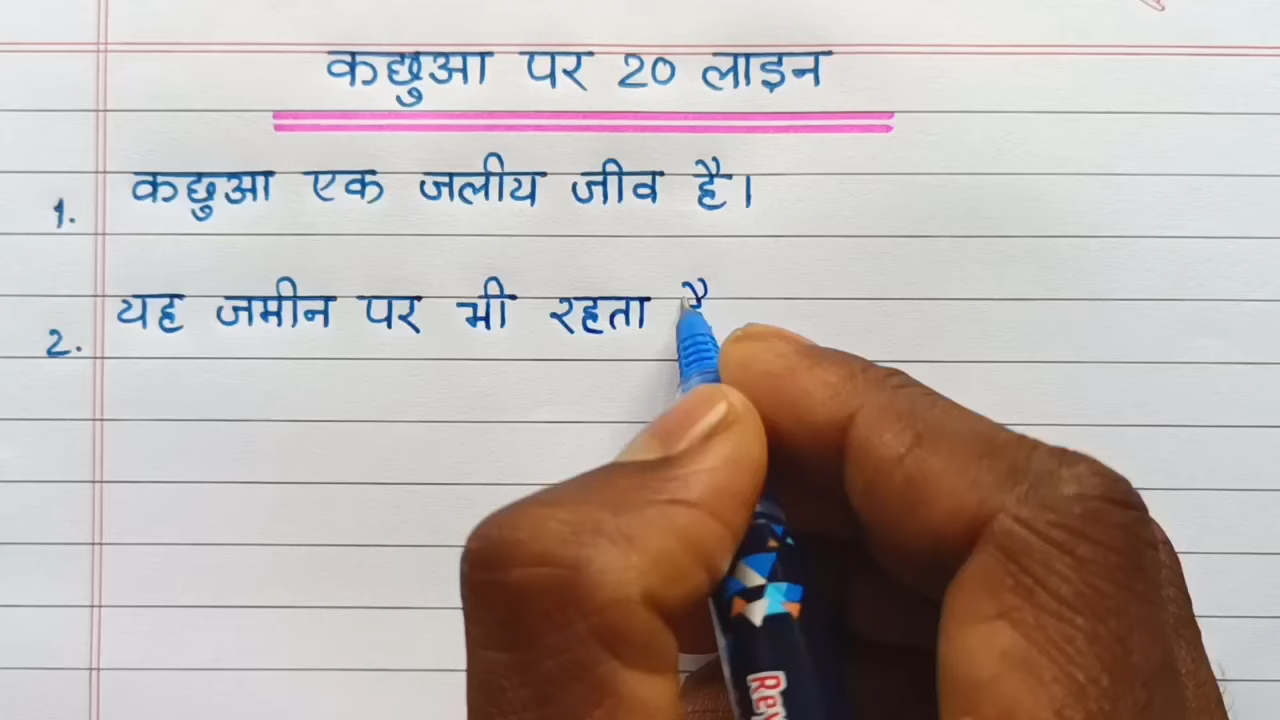 कछुआ पर 20 लाइन
1. कछुआ एक जलीय जीव है।
2. यह जमीन पर भी रहता